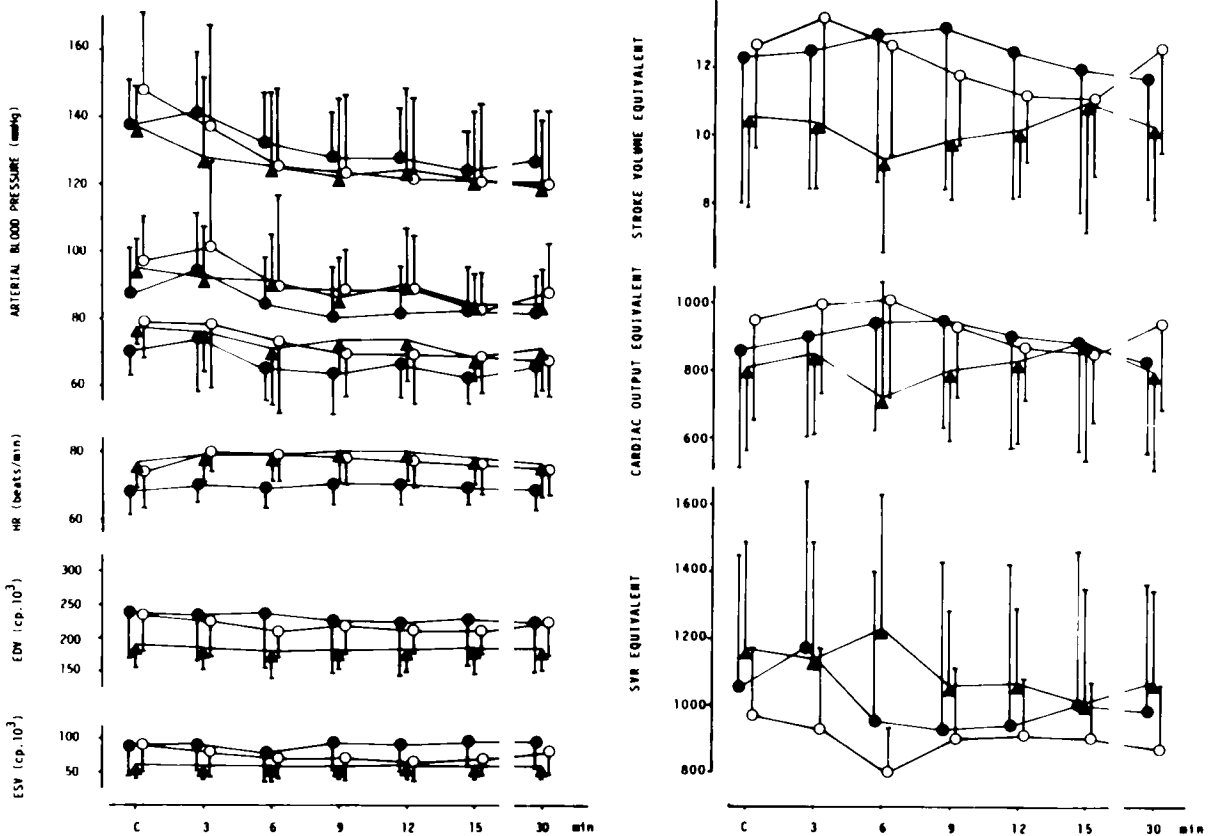 ARTERIAL BLOOD PRESSURE (mmHg)
160
140
120
100
80
60
HR (beats/min)
80
60
EDV (cp.10³)
300
250
200
150
ESV (cp.10³)
100
50
C 3 6 9 12 15 30 min
STROKE VOLUME EQUIVALENT
12
10
8
CARDIAC OUTPUT EQUIVALENT
1000
800
600
SVR EQUIVALENT
1600
1400
1200
1000
800
C 3 6 9 12 15 30 min